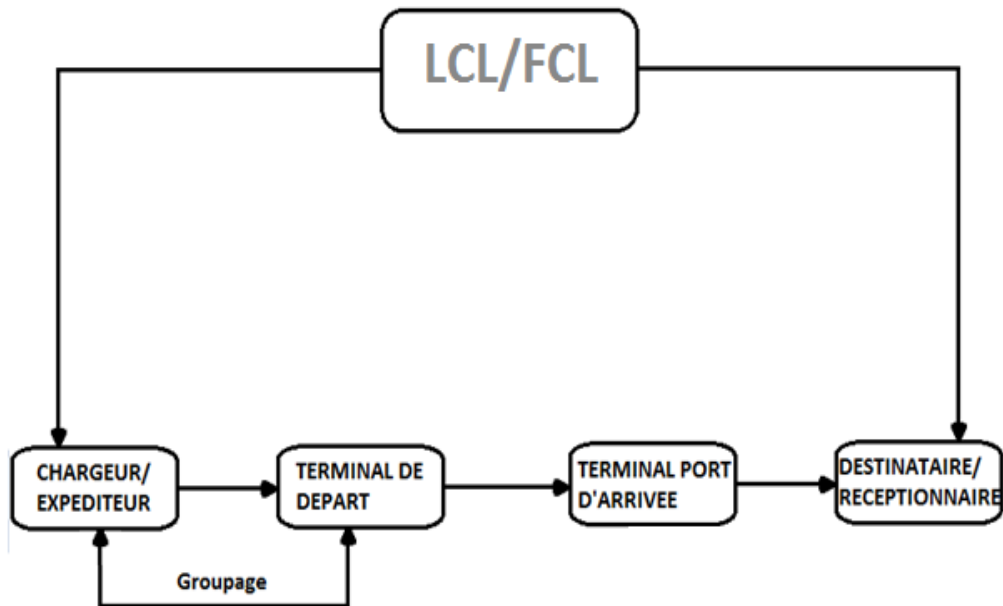 LCL/FCL
CHARGEUR/
EXPEDITEUR
TERMINAL DE
DEPART
TERMINAL PORT
D'ARRIVEE
DESTINATAIRE/
RECEPTIONNAIRE
Groupage